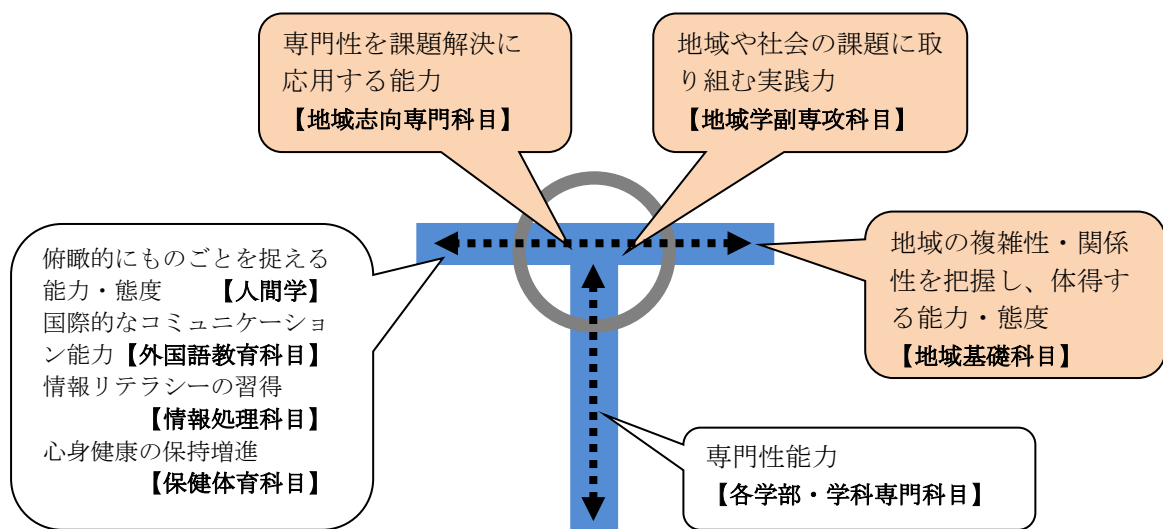 専門性を課題解決に
応用する能力
【地域志向専門科目】
地域や社会の課題に取
り組む実践力
【地域学副専攻科目】
俯瞰的にものごとを捉える
能力・態度　【人間学】
国際的なコミュニケーショ
ン能力【外国語教育科目】
情報リテラシーの習得
【情報処理科目】
心身健康の保持増進
【保健体育科目】
地域の複雑性・関係
性を把握し、体得す
る能力・態度
【地域基礎科目】
専門性能力
【各学部・学科専門科目】